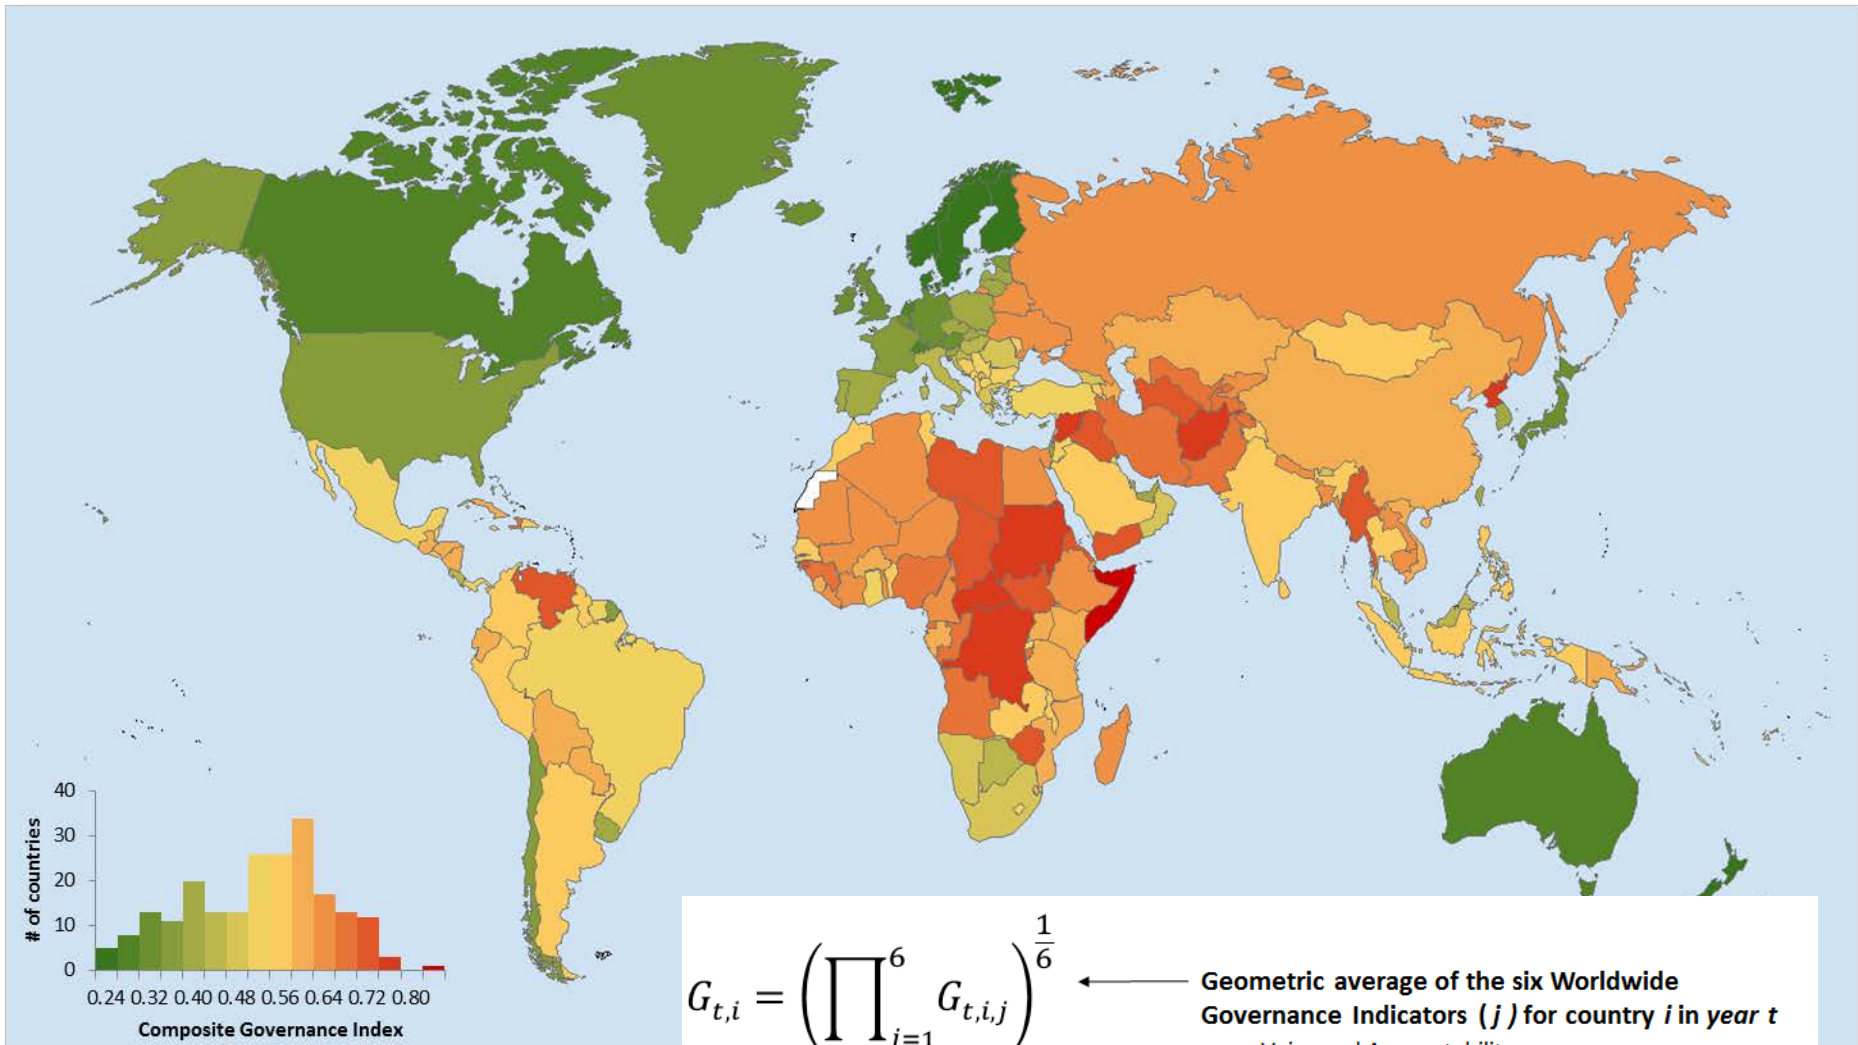 40
30
20
10
0
# of countries
0.24 0.32 0.40 0.48 0.56 0.64 0.72 0.80
Composite Governance Index
G_{t,i} = (∏_{j=1}^{6} G_{t,i,j})^{1/6}
Geometric average of the six Worldwide
Governance Indicators (j) for country i in year t